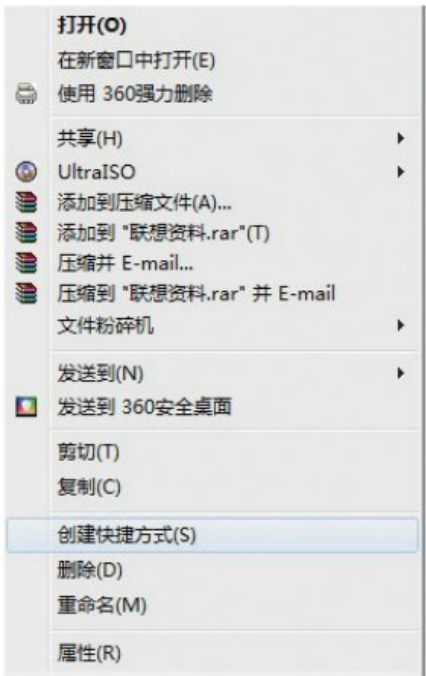 打开(O)
在新窗口中打开(E)
使用 360强力删除
共享(H)
UltraISO
添加到压缩文件(A)...
添加到 "联想资料.rar"(T)
压缩并 E-mail...
压缩到 "联想资料.rar" 并 E-mail
文件粉碎机
发送到(N)
发送到 360安全桌面
剪切(T)
复制(C)
创建快捷方式(S)
删除(D)
重命名(M)
属性(R)